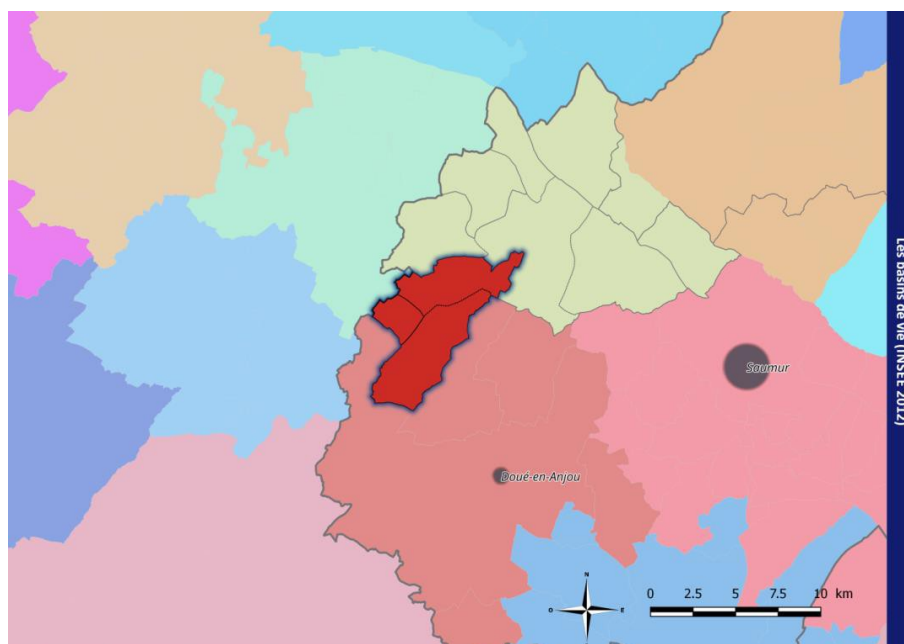 Les bassins de vie (INSEE 2012)
Saumur
Doué-en-Anjou
N
O
E
S
0 2.5 5 7.5 10 km